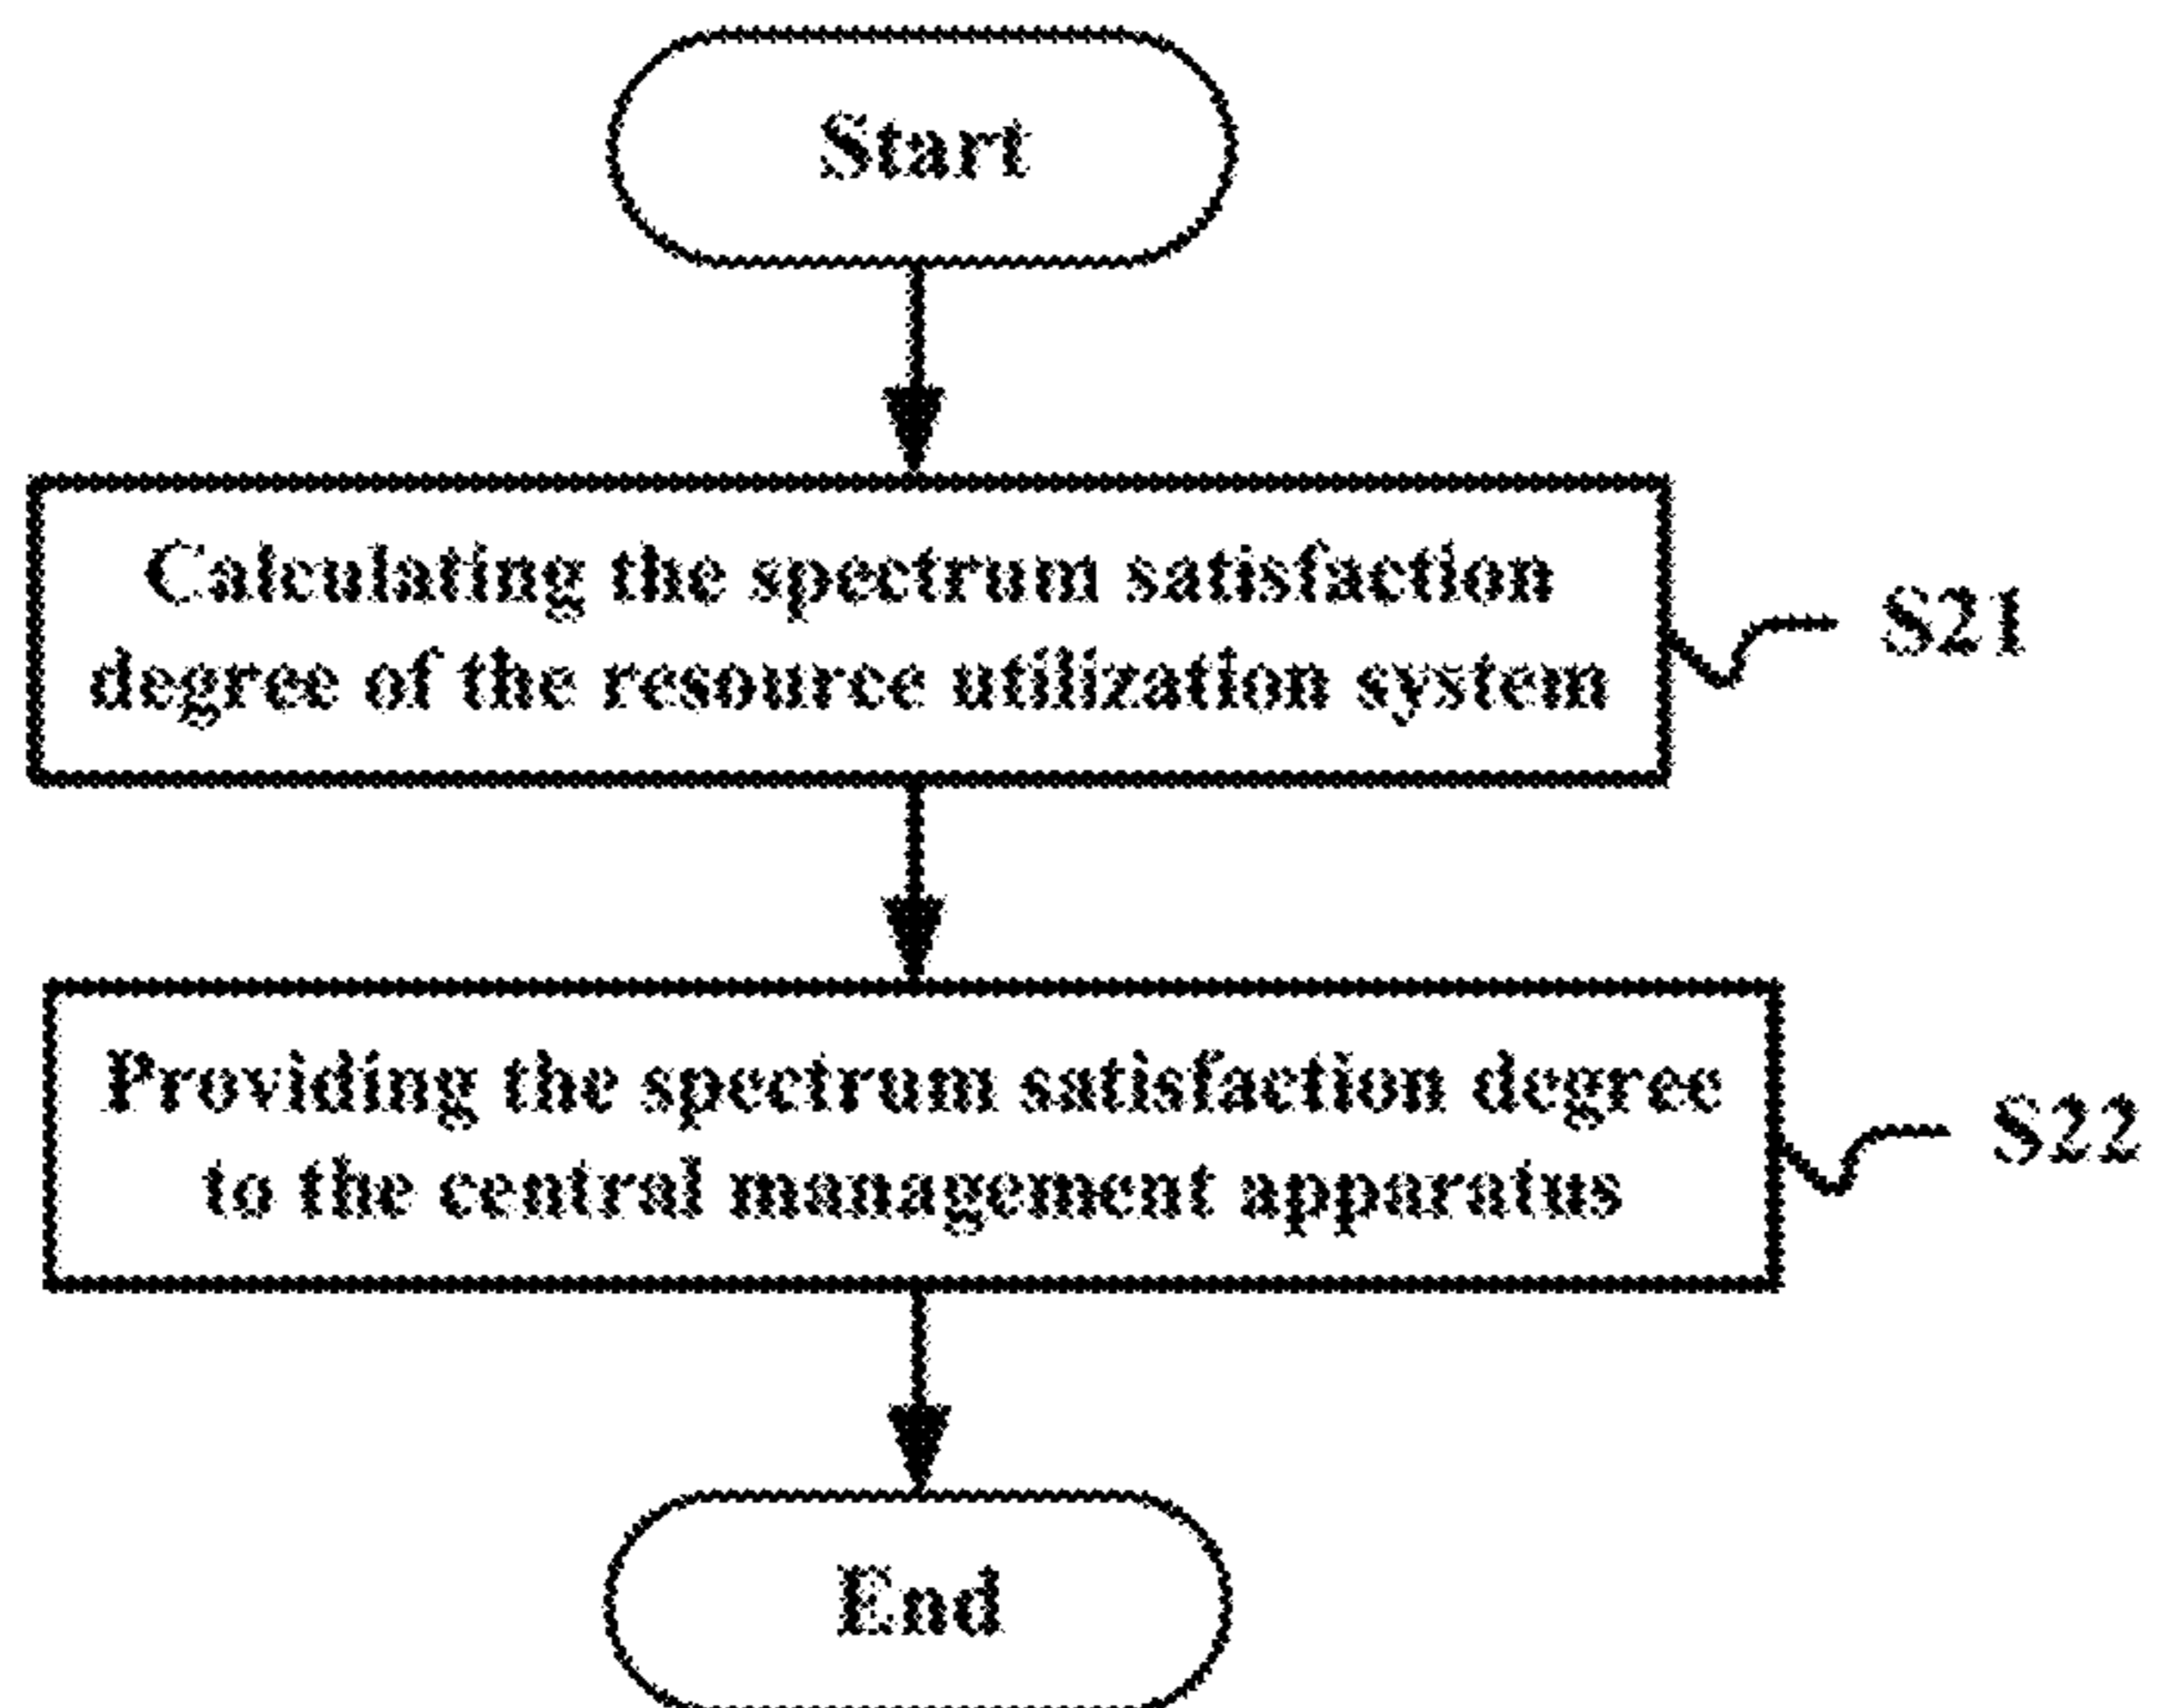 Start
Calculating the spectrum satisfaction
degree of the resource utilization system
S21
Providing the spectrum satisfaction degree
to the central management apparatus
S22
End